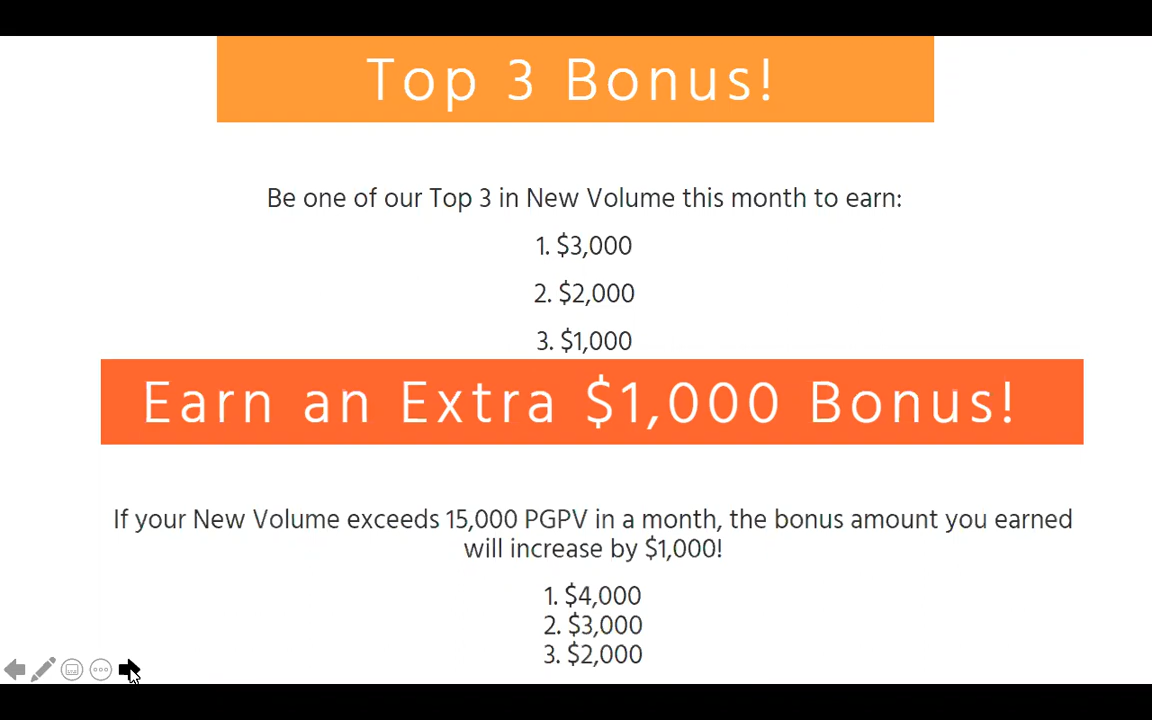 Top 3 Bonus!
Be one of our Top 3 in New Volume this month to earn:
1. $3,000
2. $2,000
3. $1,000
Earn an Extra $1,000 Bonus!
If your New Volume exceeds 15,000 PGPV in a month, the bonus amount you earned
will increase by $1,000!
1. $4,000
2. $3,000
3. $2,000